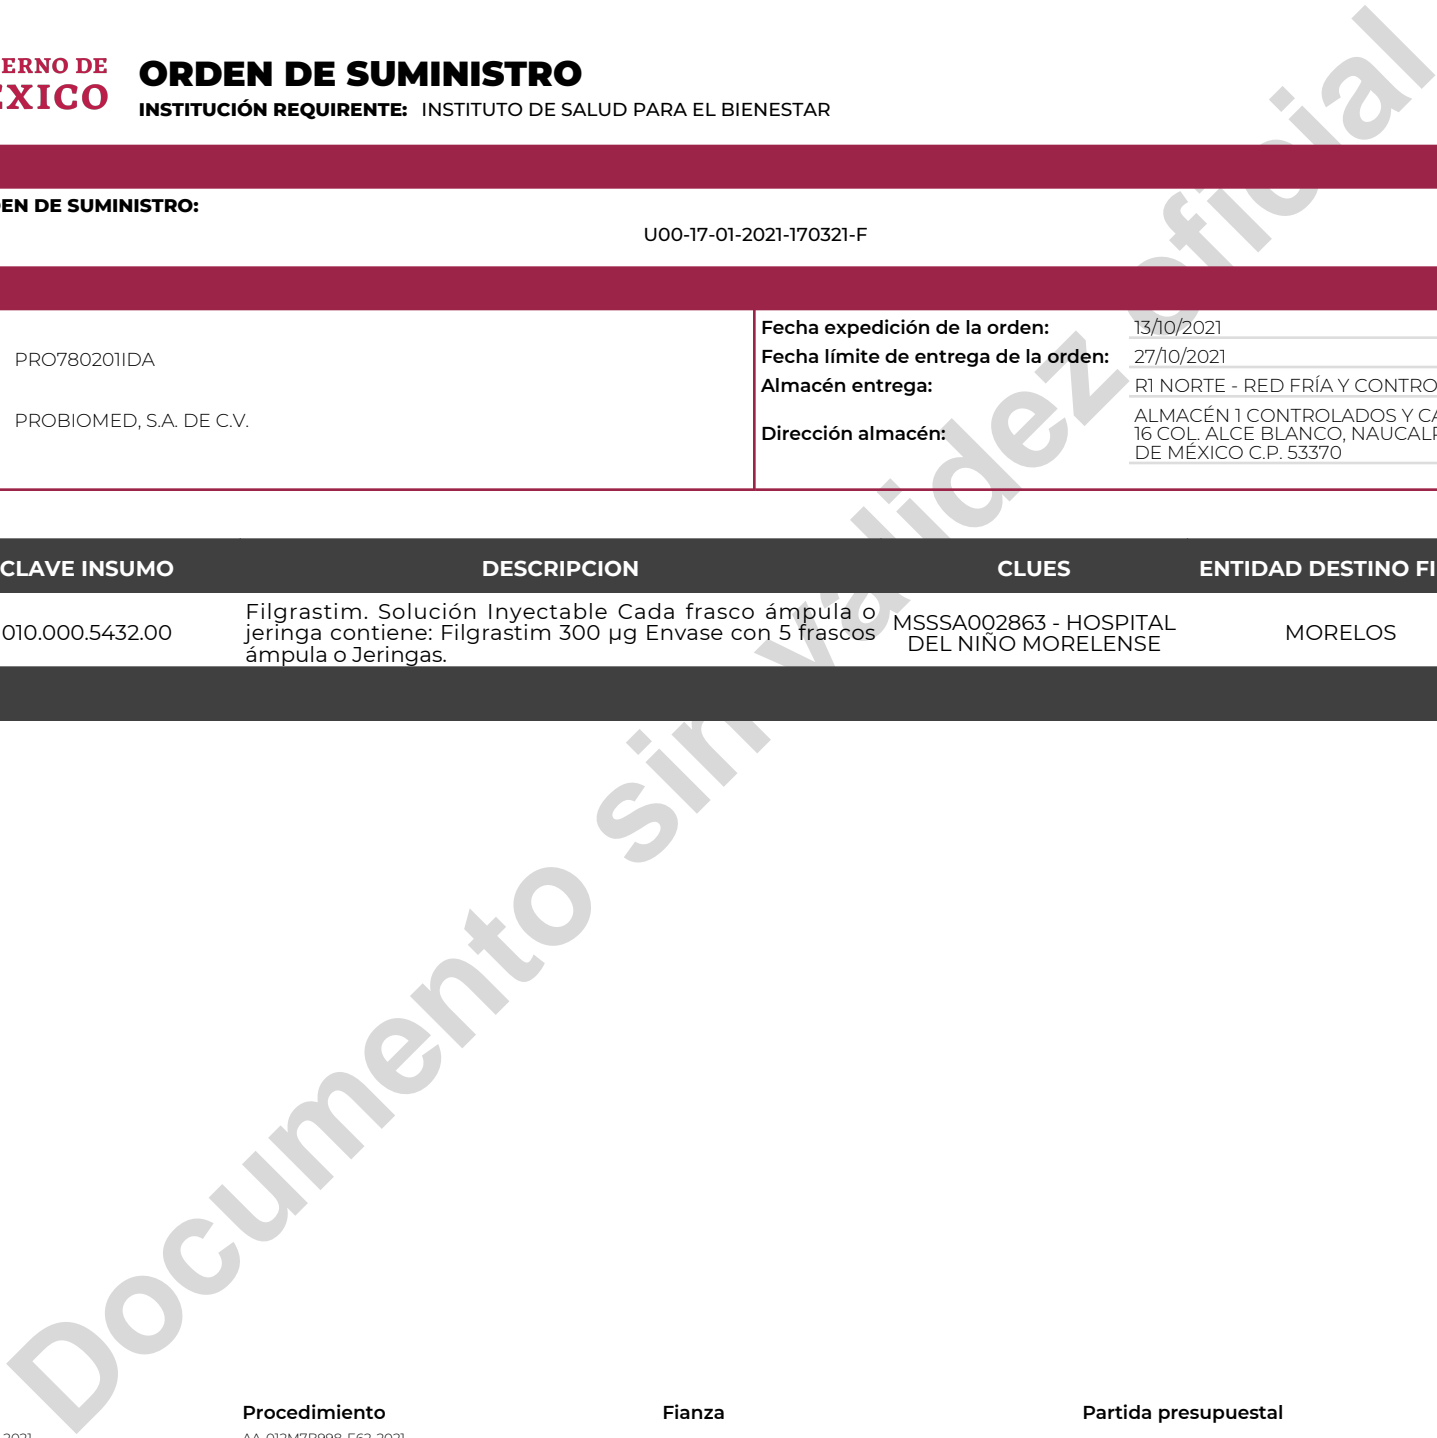 ERNO DE
ORDEN DE SUMINISTRO
INSTITUCIÓN REQUIRENTE: INSTITUTO DE SALUD PARA EL BIENESTAR
EN DE SUMINISTRO:
U00-17-01-2021-170321-F
PRO780201IDA
PROBIOMED, S.A. DE C.V.
Fecha expedición de la orden: 13/10/2021
Fecha límite de entrega de la orden: 27/10/2021
Almacén entrega: R1 NORTE - RED FRÍA Y CONTRO
Dirección almacén: ALMACÉN 1 CONTROLADOS Y CA
16 COL. ALCE BLANCO, NAUCALP
DE MÉXICO C.P. 53370
CLAVE INSUMO DESCRIPCION CLUES ENTIDAD DESTINO FI
010.000.5432.00
Filgrastim. Solución Inyectable Cada frasco ámpula o
jeringa contiene: Filgrastim 300 µg Envase con 5 frascos
ámpula o Jeringas.
MSSSA002863 - HOSPITAL
DEL NIÑO MORELENSE
MORELOS
Documento sin validez oficial
Procedimiento Fianza Partida presupuestal